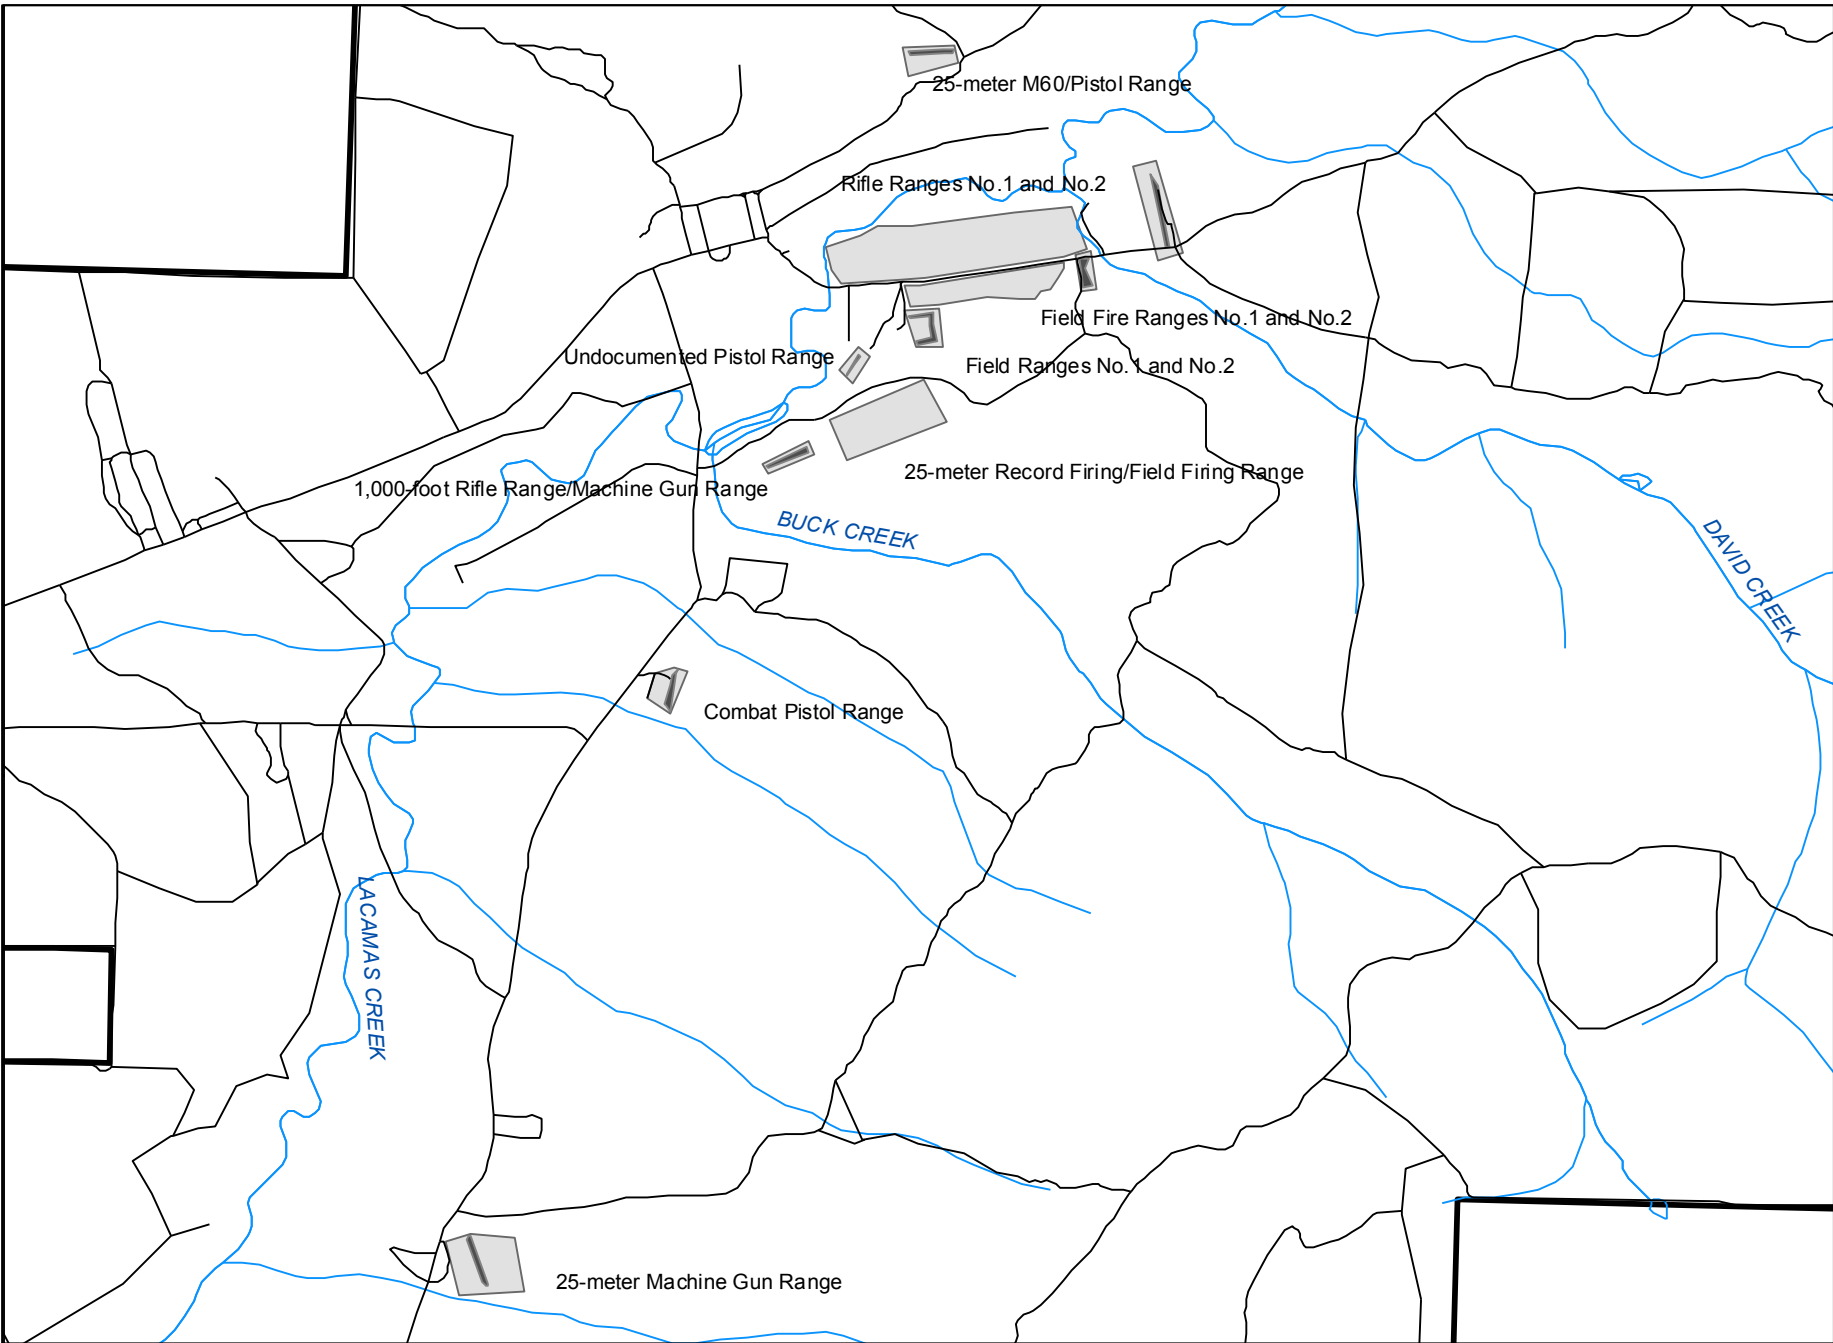 25-meter M60/Pistol Range
Rifle Ranges No.1 and No.2
Field Fire Ranges No.1 and No.2
Undocumented Pistol Range
Field Ranges No.1 and No.2
25-meter Record Firing/Field Firing Range
1,000-foot Rifle Range/Machine Gun Range
BUCK CREEK
DAVID CREEK
Combat Pistol Range
LACAMAS CREEK
25-meter Machine Gun Range